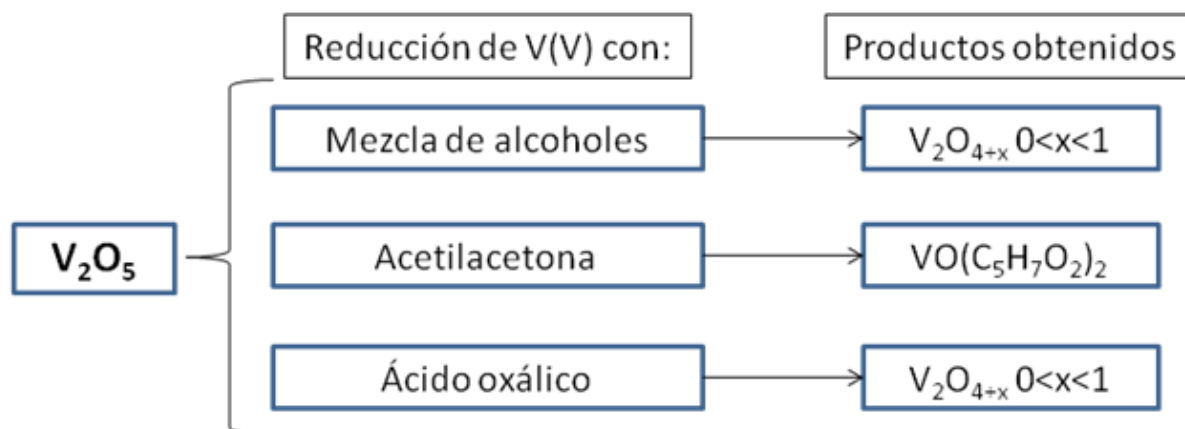 Reducción de V(V) con:
Productos obtenidos
Mezcla de alcoholes
V₂O₄₊ₓ 0<x<1
V₂O₅
Acetilacetona
VO(C₅H₇O₂)₂
Ácido oxálico
V₂O₄₊ₓ 0<x<1